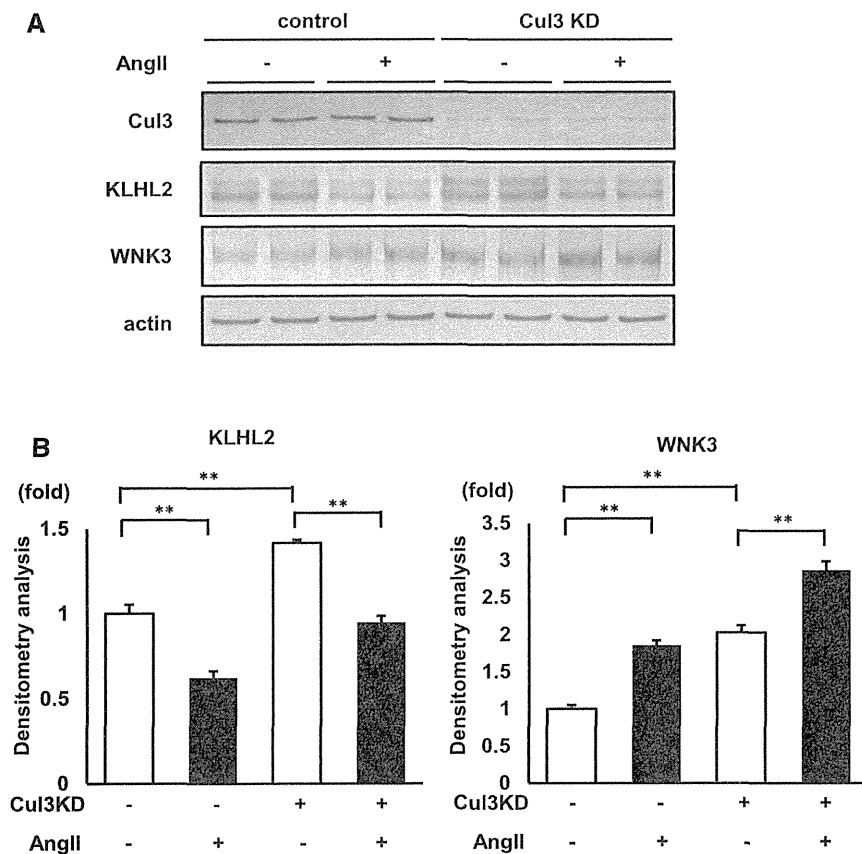 A
control Cul3 KD
AngII - + - +
Cul3
KLHL2
WNK3
actin
B
KLHL2
(fold)
**
** **
Densitometry analysis
1.5
1
0.5
0
Cul3KD - - + +
AngII - + - +
WNK3
(fold)
**
** **
Densitometry analysis
3.5
3
2.5
2
1.5
1
0.5
0
Cul3KD - - + +
AngII - + - +